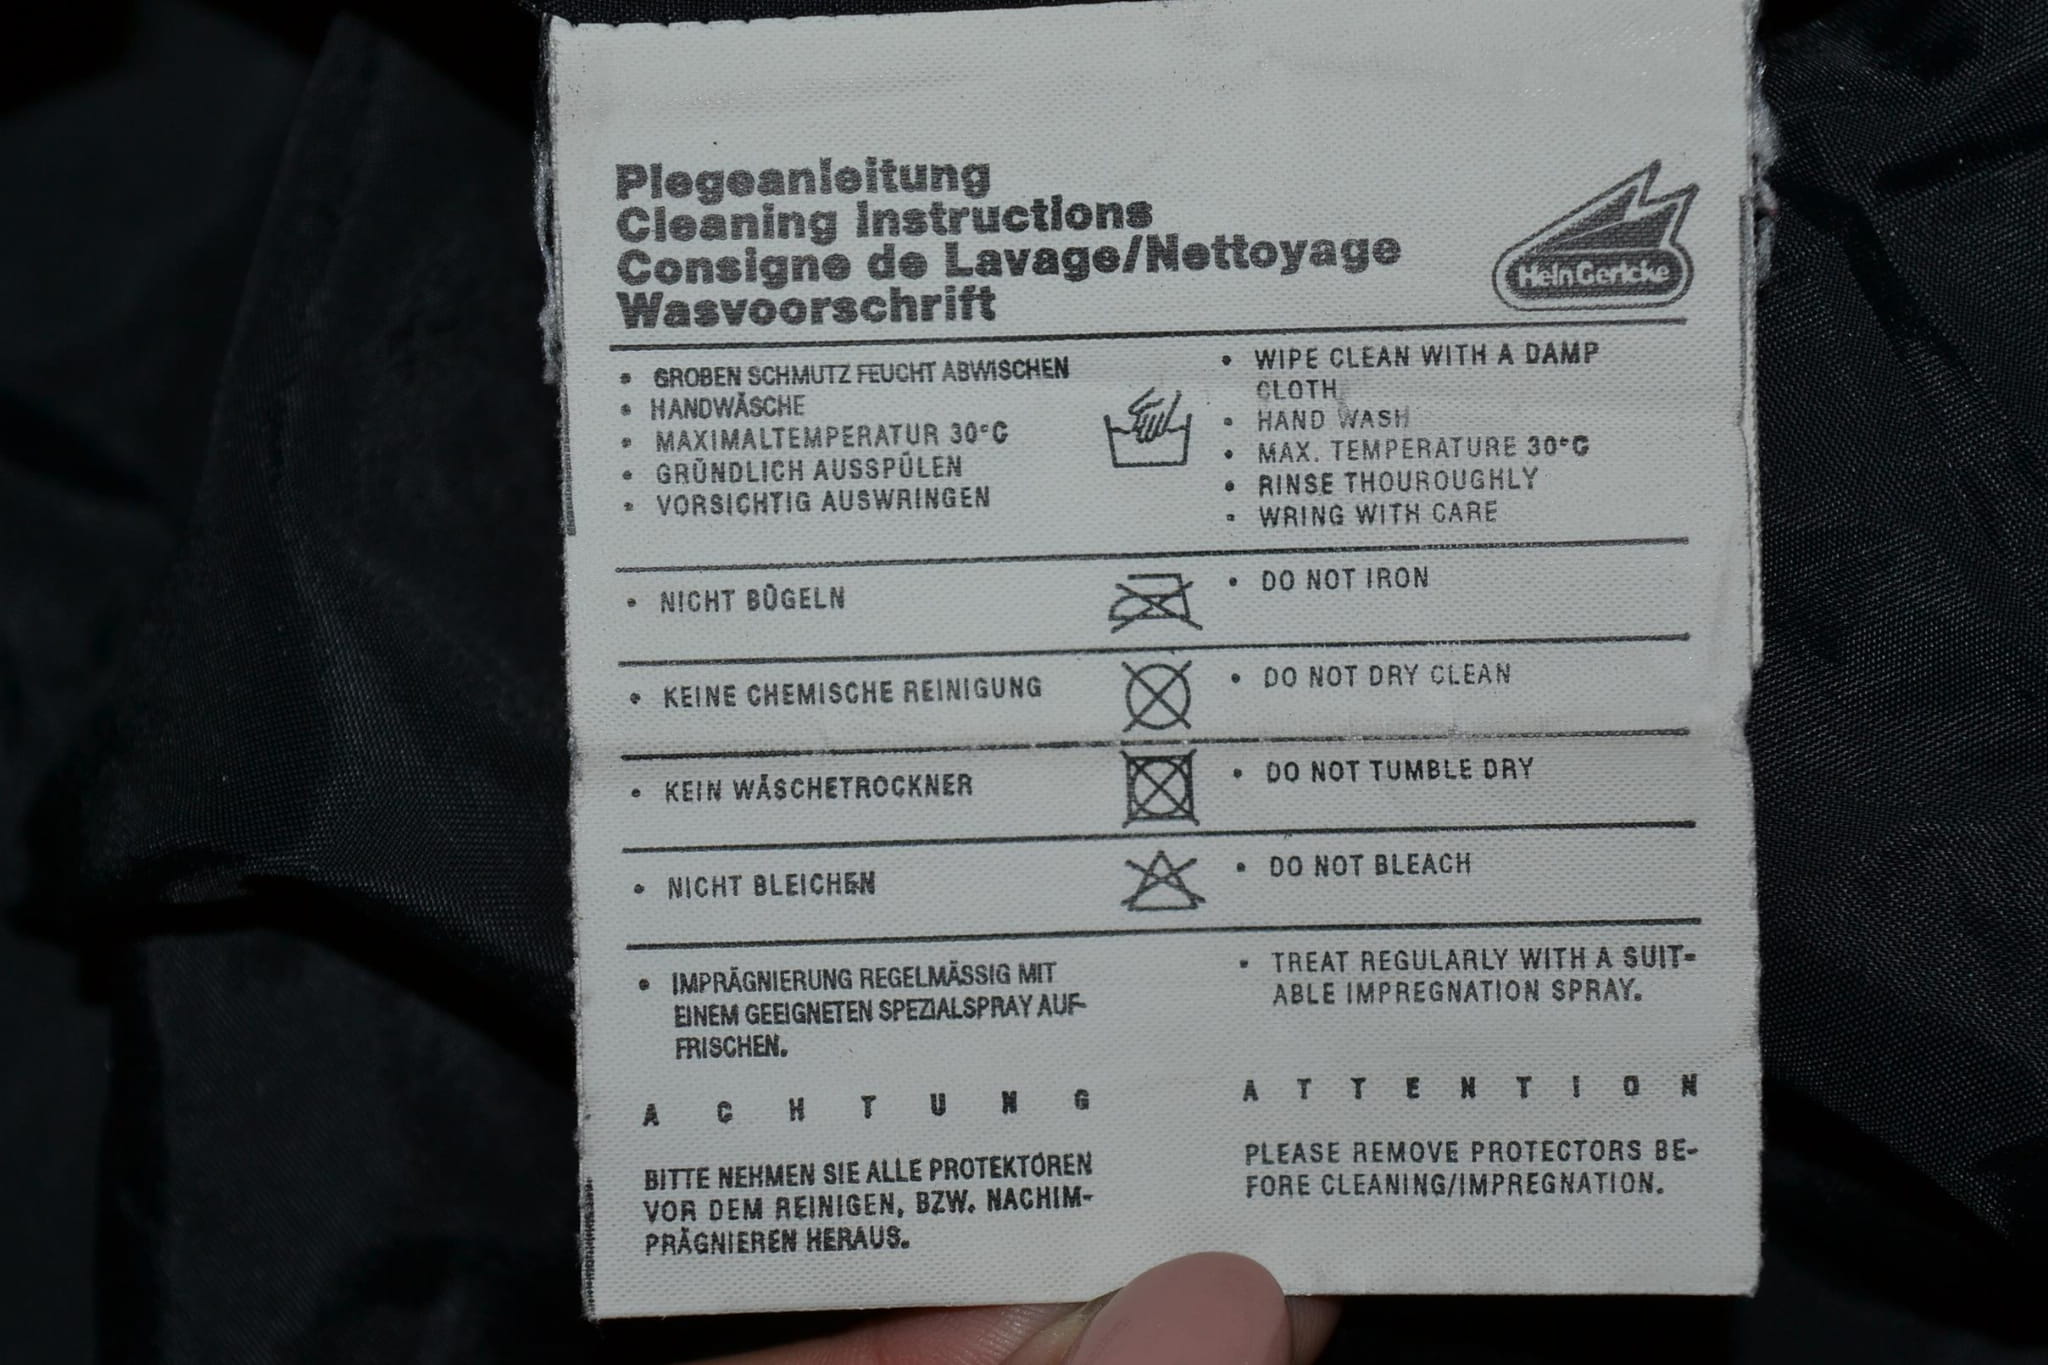 Plegeanleitung
Cleaning Instructions
Consigne de Lavage/Nettoyage
Wasvoorschrift
HeinGericke
• GROBEN SCHMUTZ FEUCHT ABWISCHEN
• HANDWÄSCHE
• MAXIMALTEMPERATUR 30°C
• GRÜNDLICH AUSSPÜLEN
• VORSICHTIG AUSWRINGEN
• WIPE CLEAN WITH A DAMP
CLOTH
• HAND WASH
• MAX. TEMPERATURE 30°C
• RINSE THOUROUGHLY
• WRING WITH CARE
• NICHT BÜGELN
• DO NOT IRON
• KEINE CHEMISCHE REINIGUNG
• DO NOT DRY CLEAN
• KEIN WÄSCHETROCKNER
• DO NOT TUMBLE DRY
• NICHT BLEICHEN
• DO NOT BLEACH
• IMPRÄGNIERUNG REGELMÄSSIG MIT
EINEM GEEIGNETEN SPEZIALSPRAY AUF-
FRISCHEN.
• TREAT REGULARLY WITH A SUIT-
ABLE IMPREGNATION SPRAY.
A C H T U N G
A T T E N T I O N
BITTE NEHMEN SIE ALLE PROTEKTOREN
VOR DEM REINIGEN, BZW. NACHIM-
PRÄGNIEREN HERAUS.
PLEASE REMOVE PROTECTORS BE-
FORE CLEANING/IMPREGNATION.